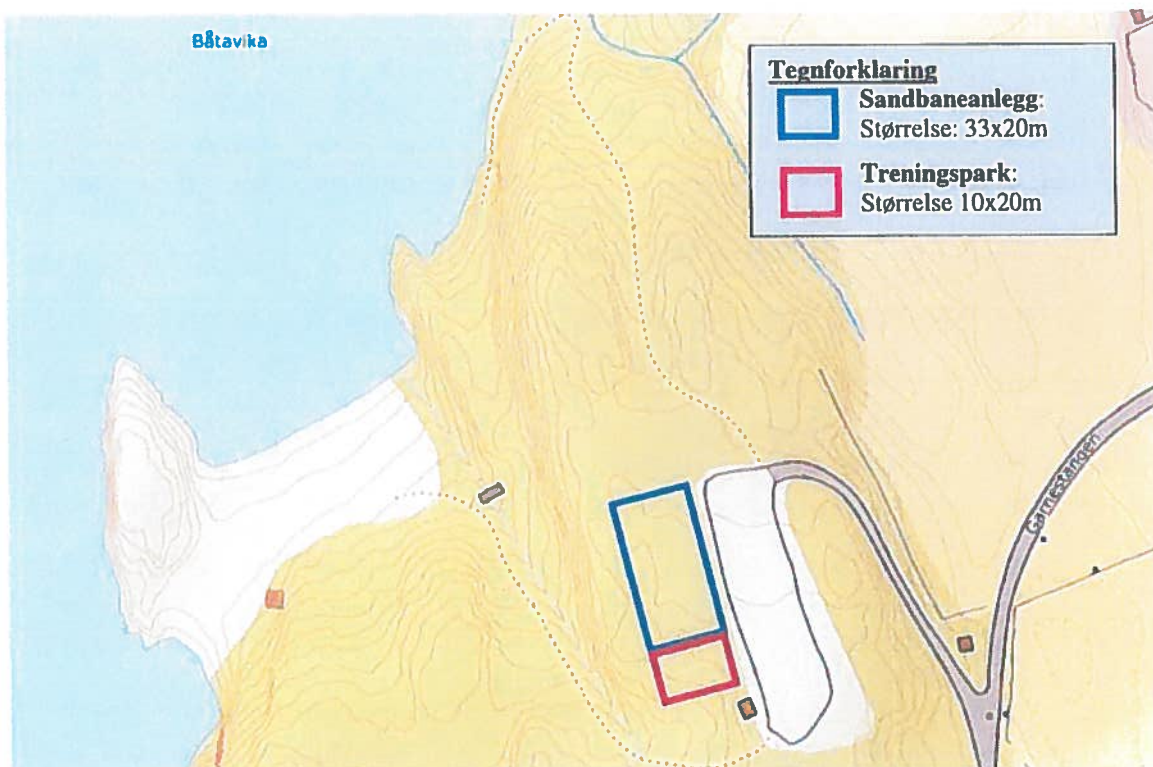 Båtavika
Tegnforklaring
Sandbaneanlegg:
Størrelse: 33x20m
Treningspark:
Størrelse 10x20m
Garnestangen